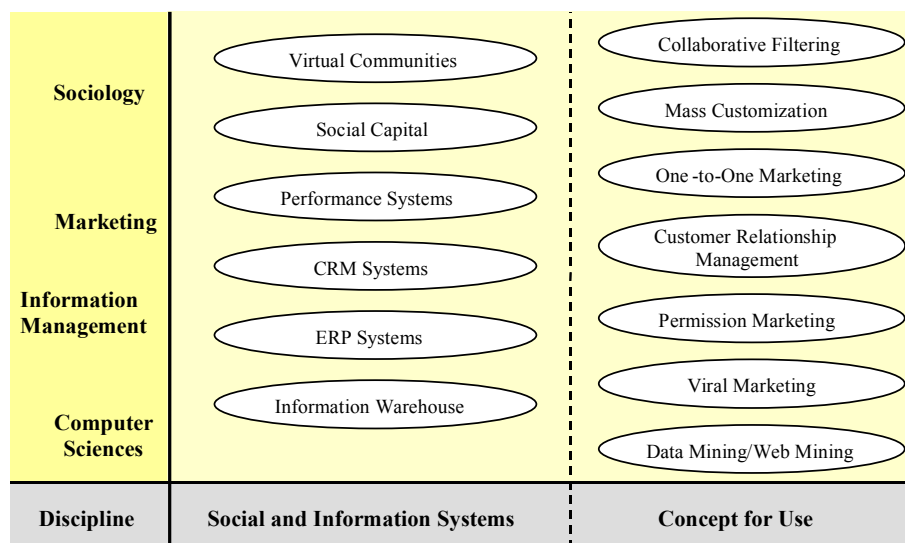 Sociology
Marketing
Information
Management
Computer
Sciences
Virtual Communities
Social Capital
Performance Systems
CRM Systems
ERP Systems
Information Warehouse
Collaborative Filtering
Mass Customization
One -to-One Marketing
Customer Relationship
Management
Permission Marketing
Viral Marketing
Data Mining/Web Mining
Discipline
Social and Information Systems
Concept for Use